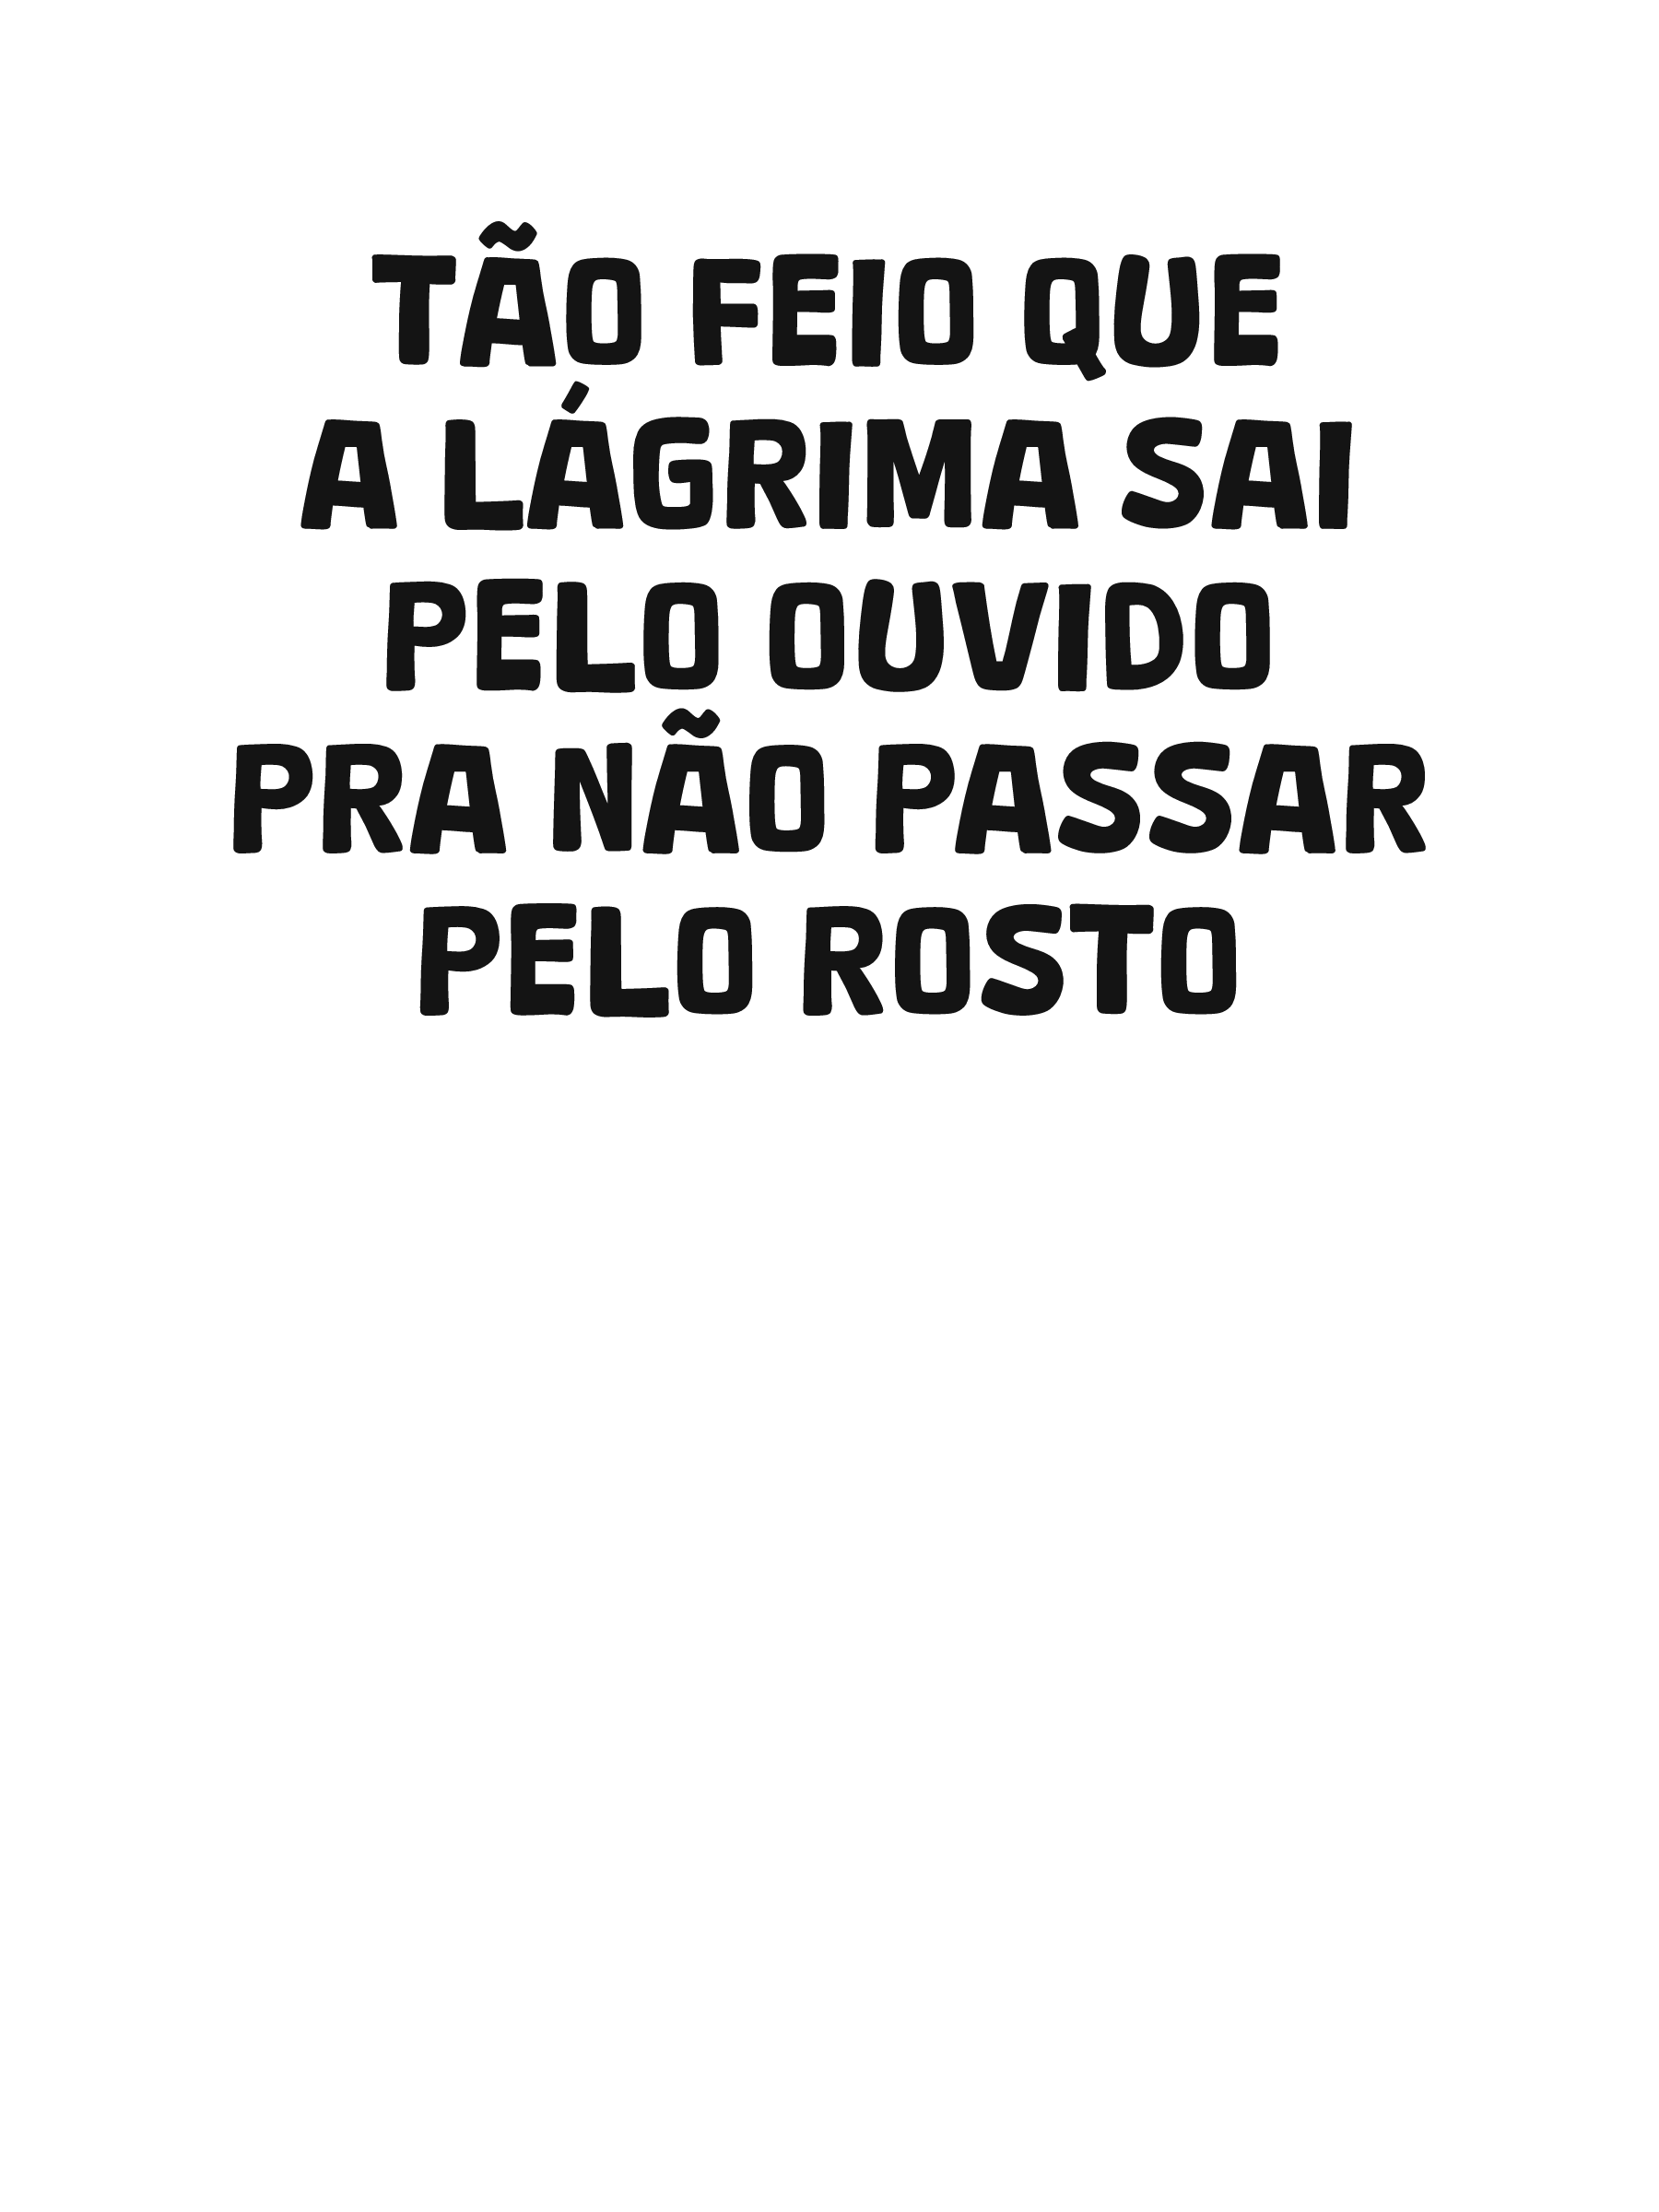 TÃO FEIO QUE
A LÁGRIMA SAI
PELO OUVIDO
PRA NÃO PASSAR
PELO ROSTO